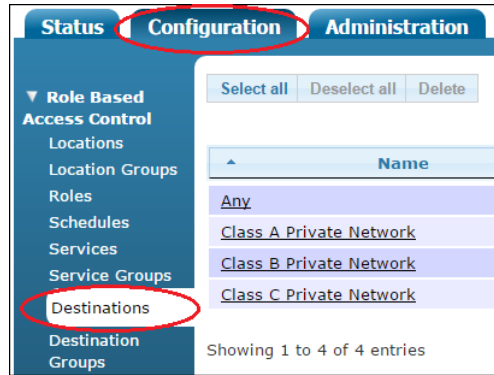 Status Configuration Administration
▼ Role Based
Access Control
Locations
Location Groups
Roles
Schedules
Services
Service Groups
Destinations
Destination
Groups
Select all Deselect all Delete
Name
Any
Class A Private Network
Class B Private Network
Class C Private Network
Showing 1 to 4 of 4 entries